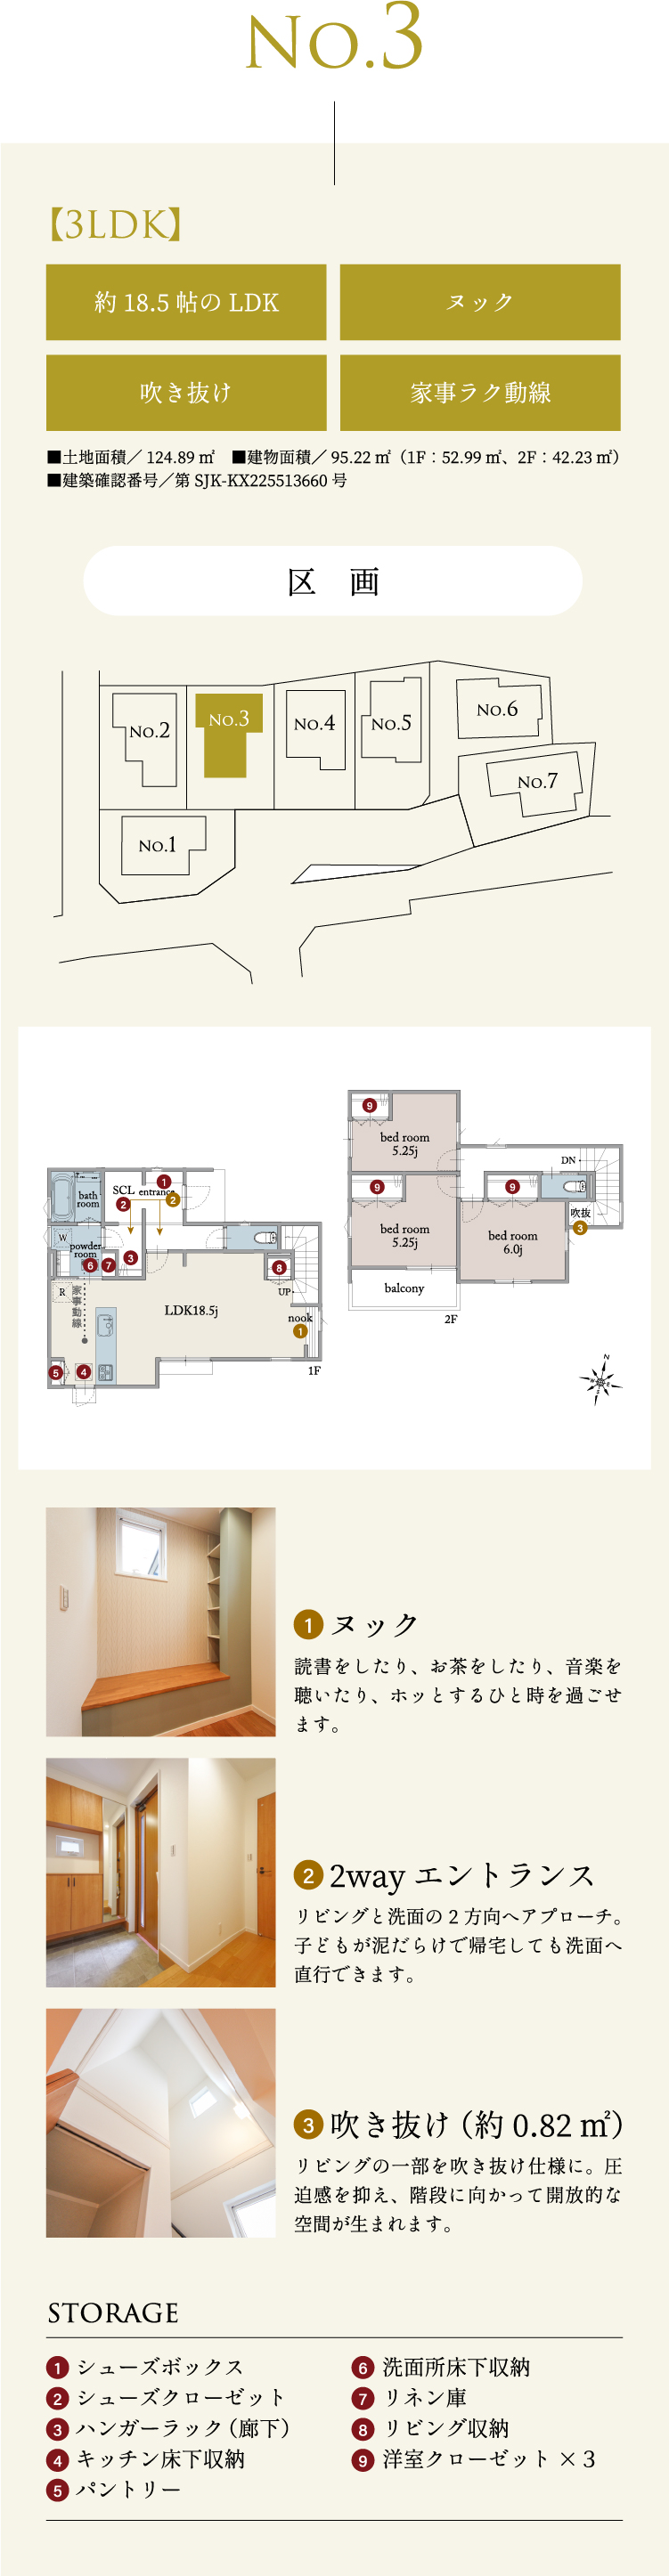 No.3
【3LDK】
約 18.5 帖の LDK
ヌック
吹き抜け
家事ラク動線
■土地面積／ 124.89 ㎡　■建物面積／ 95.22 ㎡（1F：52.99 ㎡、2F：42.23 ㎡）
■建築確認番号／第 SJK-KX225513660 号
区　画
No.2
No.3
No.4
No.5
No.6
No.7
No.1
9
bed room
5.25j
DN
9
9
吹抜
3
bed room
5.25j
bed room
6.0j
balcony
2F
bath
room
SCL
entrance
1
2
2
W
powder
room
6
7
3
8
R
家事動線
LDK18.5j
UP
nook
1
5
4
1F
N
1 ヌック
読書をしたり、お茶をしたり、音楽を
聴いたり、ホッとするひと時を過ごせ
ます。
2 2way エントランス
リビングと洗面の 2 方向へアプローチ。
子どもが泥だらけで帰宅しても洗面へ
直行できます。
3 吹き抜け（約 0.82 ㎡）
リビングの一部を吹き抜け仕様に。圧
迫感を抑え、階段に向かって開放的な
空間が生まれます。
STORAGE
1 シューズボックス
2 シューズクローゼット
3 ハンガーラック（廊下）
4 キッチン床下収納
5 パントリー
6 洗面所床下収納
7 リネン庫
8 リビング収納
9 洋室クローゼット × 3